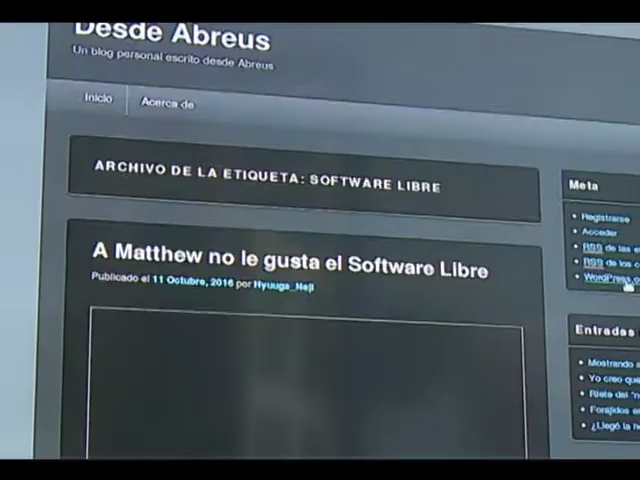 Desde Abreus
Un blog personal escrito desde Abreus
Inicio
Acerca de
ARCHIVO DE LA ETIQUETA: SOFTWARE LIBRE
A Matthew no le gusta el Software Libre
Publicado el 11 Octubre, 2016 por Hyuuga_Neji
Meta
Registrarse
Acceder
RSS de las e
RSS de los c
WordPress.o
Entradas
Mostrando a
Yo creo que
Ríete del "n
Forajidos e
¿Llegó la h